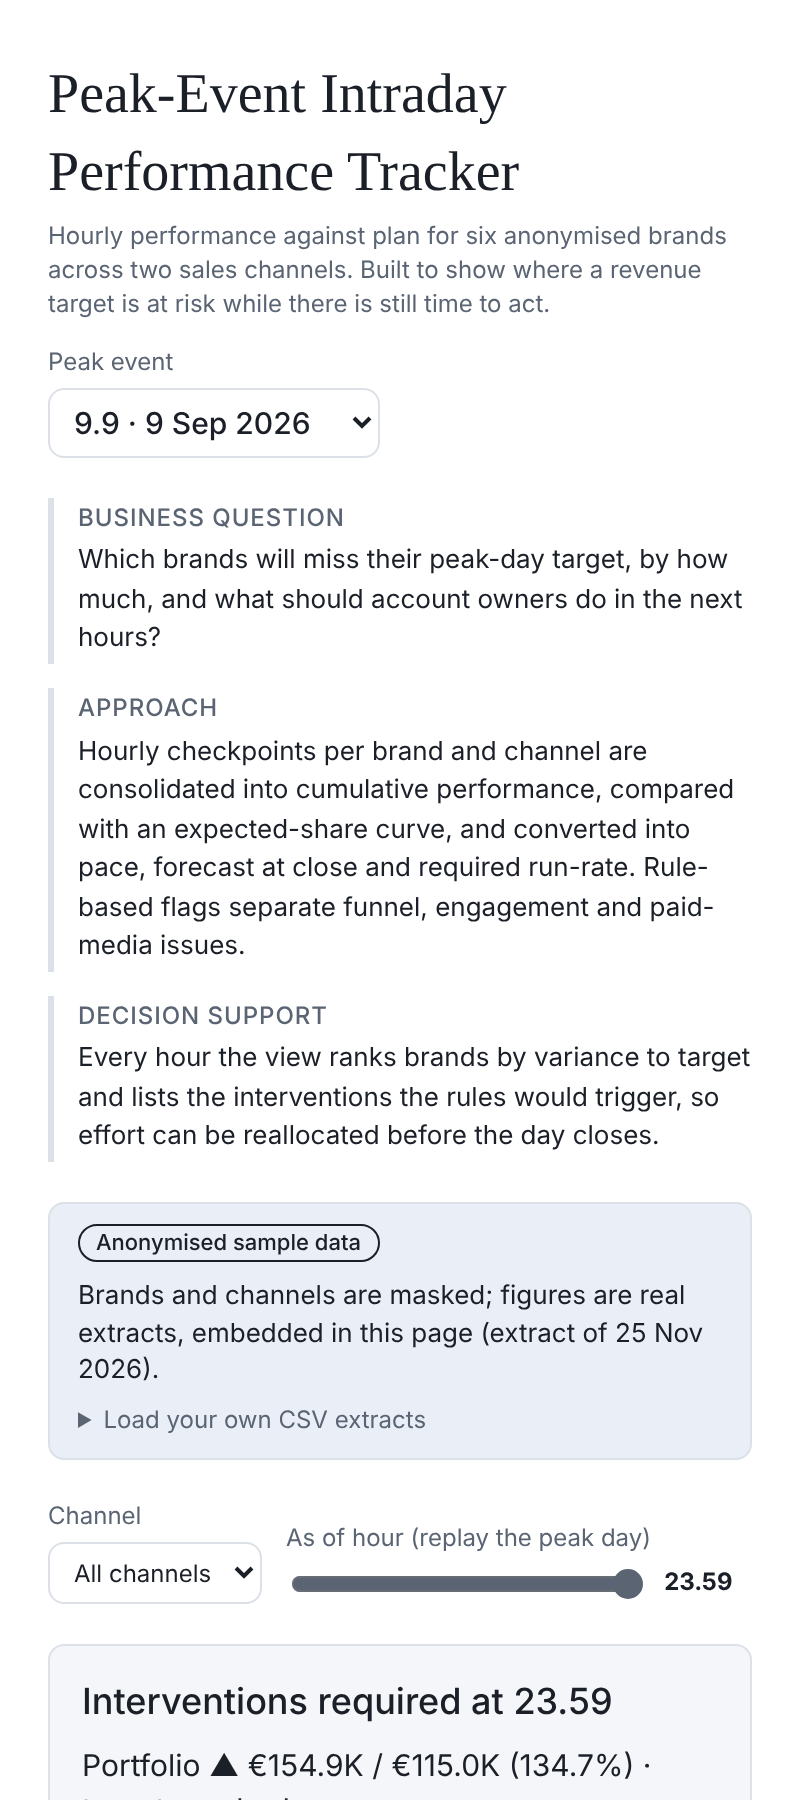 Peak-Event Intraday
Performance Tracker
Hourly performance against plan for six anonymised brands
across two sales channels. Built to show where a revenue
target is at risk while there is still time to act.
Peak event
9.9 · 9 Sep 2026
BUSINESS QUESTION
Which brands will miss their peak-day target, by how
much, and what should account owners do in the next
hours?
APPROACH
Hourly checkpoints per brand and channel are
consolidated into cumulative performance, compared
with an expected-share curve, and converted into
pace, forecast at close and required run-rate. Rule-
based flags separate funnel, engagement and paid-
media issues.
DECISION SUPPORT
Every hour the view ranks brands by variance to target
and lists the interventions the rules would trigger, so
effort can be reallocated before the day closes.
Anonymised sample data
Brands and channels are masked; figures are real
extracts, embedded in this page (extract of 25 Nov
2026).
▶ Load your own CSV extracts
Channel
All channels
As of hour (replay the peak day)
23.59
Interventions required at 23.59
Portfolio ▲ €154.9K / €115.0K (134.7%) ·